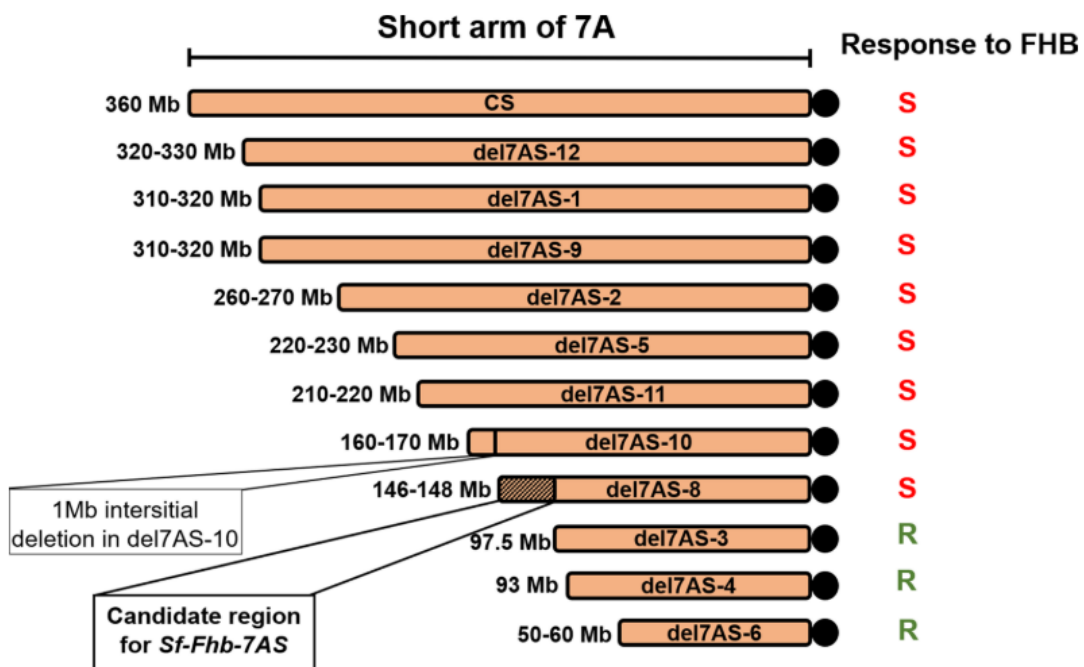 Short arm of 7A
Response to FHB
360 Mb CS S
320-330 Mb del7AS-12 S
310-320 Mb del7AS-1 S
310-320 Mb del7AS-9 S
260-270 Mb del7AS-2 S
220-230 Mb del7AS-5 S
210-220 Mb del7AS-11 S
160-170 Mb del7AS-10 S
146-148 Mb del7AS-8 S
1Mb intersitial
deletion in del7AS-10
97.5 Mb del7AS-3 R
93 Mb del7AS-4 R
Candidate region
for Sf-Fhb-7AS
50-60 Mb del7AS-6 R